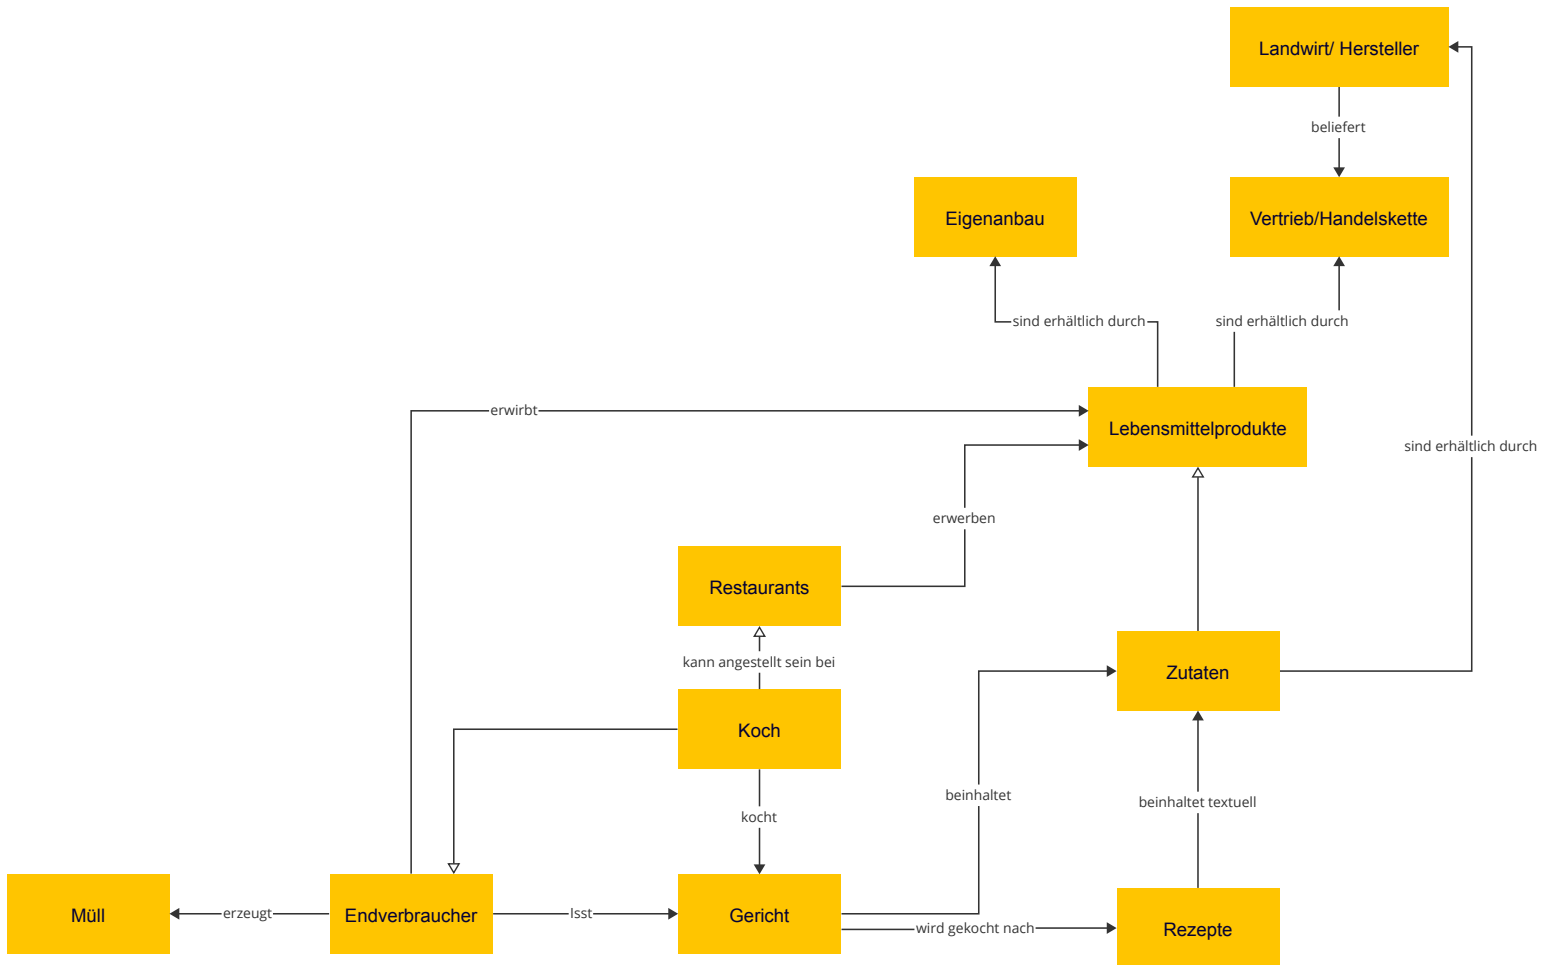 Landwirt/ Hersteller
beliefert
Eigenanbau
Vertrieb/Handelskette
sind erhältlich durch
sind erhältlich durch
erwirbt
Lebensmittelprodukte
sind erhältlich durch
erwerben
Restaurants
kann angestellt sein bei
Zutaten
Koch
beinhaltet
beinhaltet textuell
kocht
Müll
erzeugt
Endverbraucher
Isst
Gericht
wird gekocht nach
Rezepte